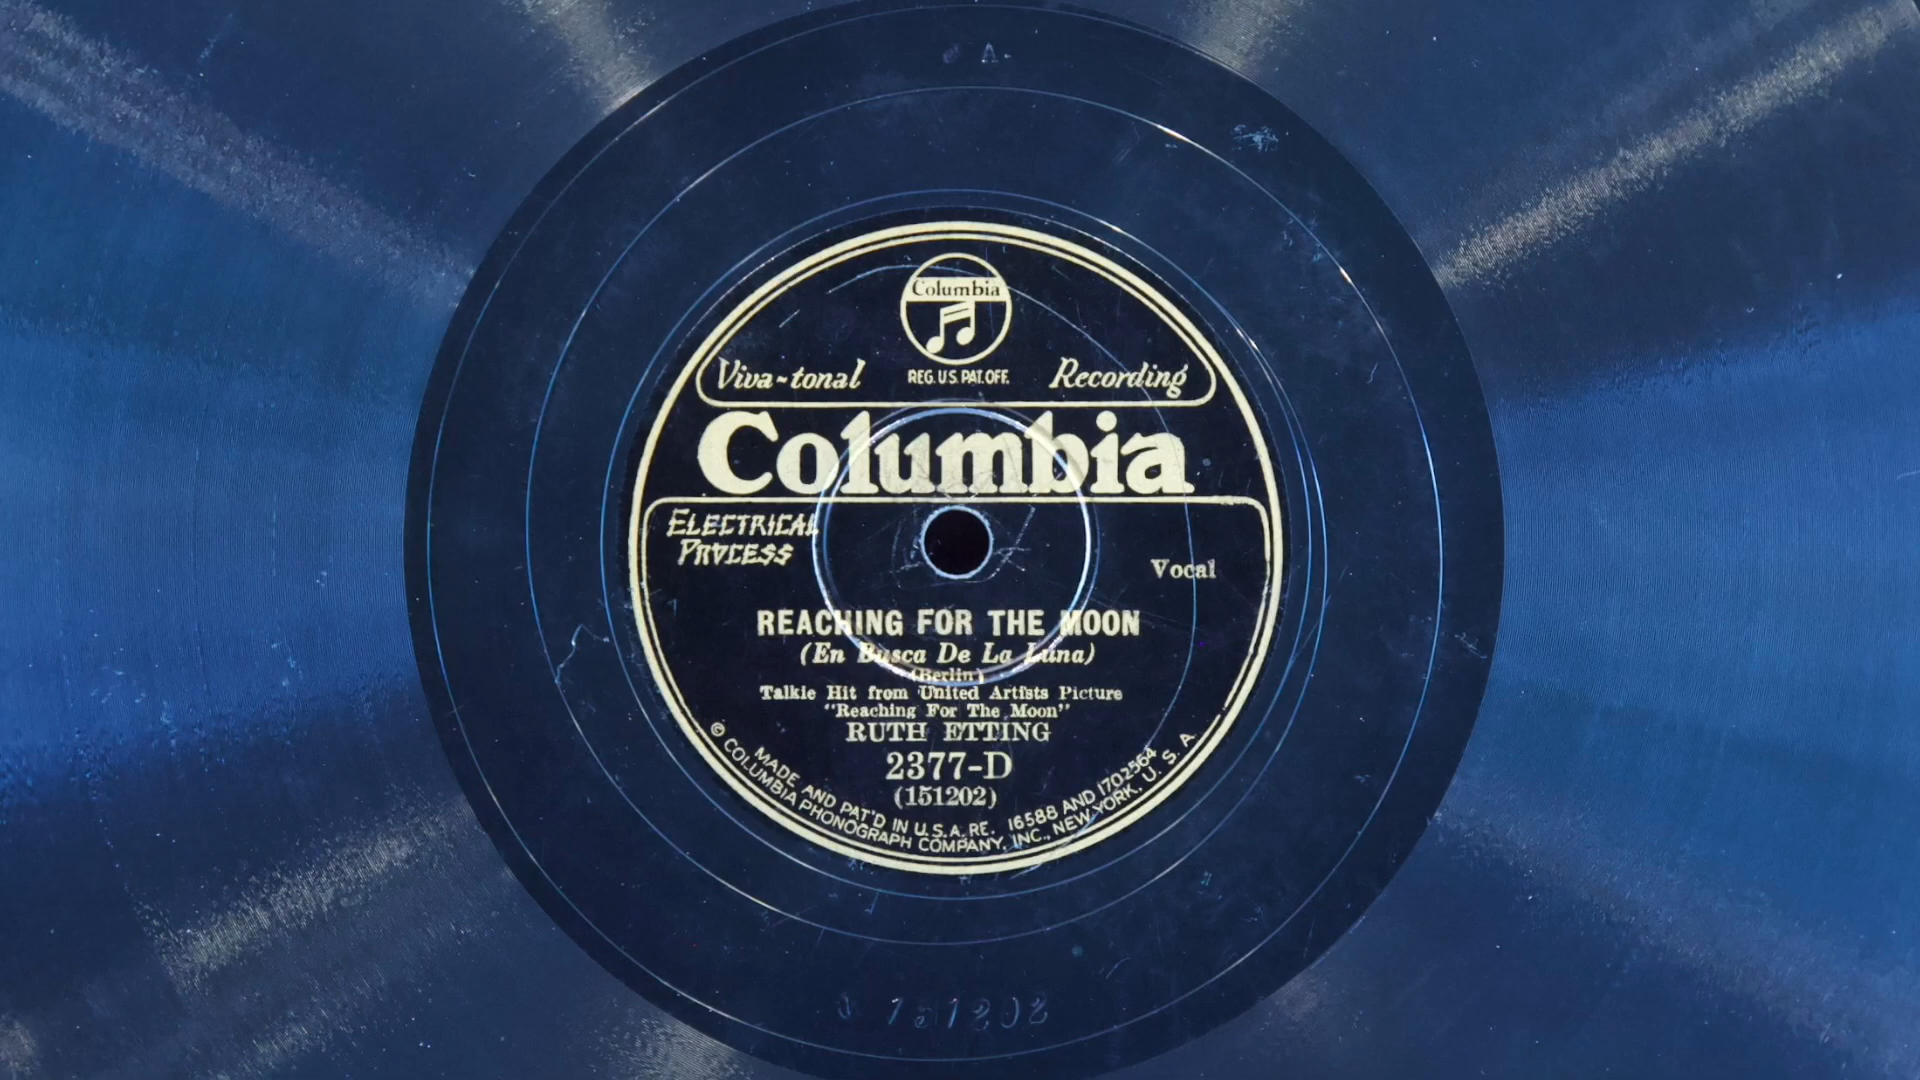 A
Columbia
Viva-tonal REG. U.S. PAT. OFF. Recording
Columbia
ELECTRICAL
PROCESS
Vocal
REACHING FOR THE MOON
(En Busca De La Luna)
(Berlin)
Talkie Hit from United Artists Picture
"Reaching For The Moon"
RUTH ETTING
2377-D
(151202)
MADE AND PAT'D IN U.S.A. RE. 16588 AND 1702564
© COLUMBIA PHONOGRAPH COMPANY, INC., NEW YORK, U. S. A.
151202